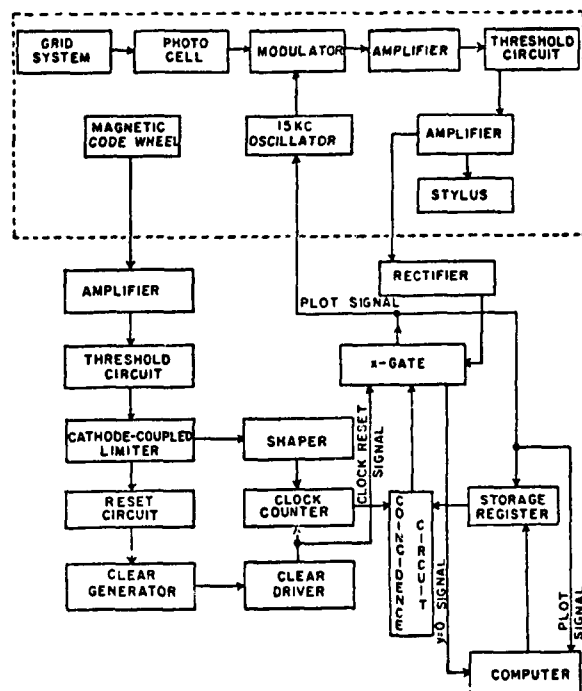 GRID
SYSTEM
PHOTO
CELL
MODULATOR
AMPLIFIER
THRESHOLD
CIRCUIT
MAGNETIC
CODE WHEEL
15KC
OSCILLATOR
AMPLIFIER
STYLUS
AMPLIFIER
RECTIFIER
PLOT SIGNAL
THRESHOLD
CIRCUIT
x-GATE
CATHODE-COUPLED
LIMITER
SHAPER
CLOCK RESET
SIGNAL
RESET
CIRCUIT
CLOCK
COUNTER
COINCIDENCE
CIRCUIT
STORAGE
REGISTER
CLEAR
GENERATOR
CLEAR
DRIVER
y=0 SIGNAL
PLOT
SIGNAL
COMPUTER